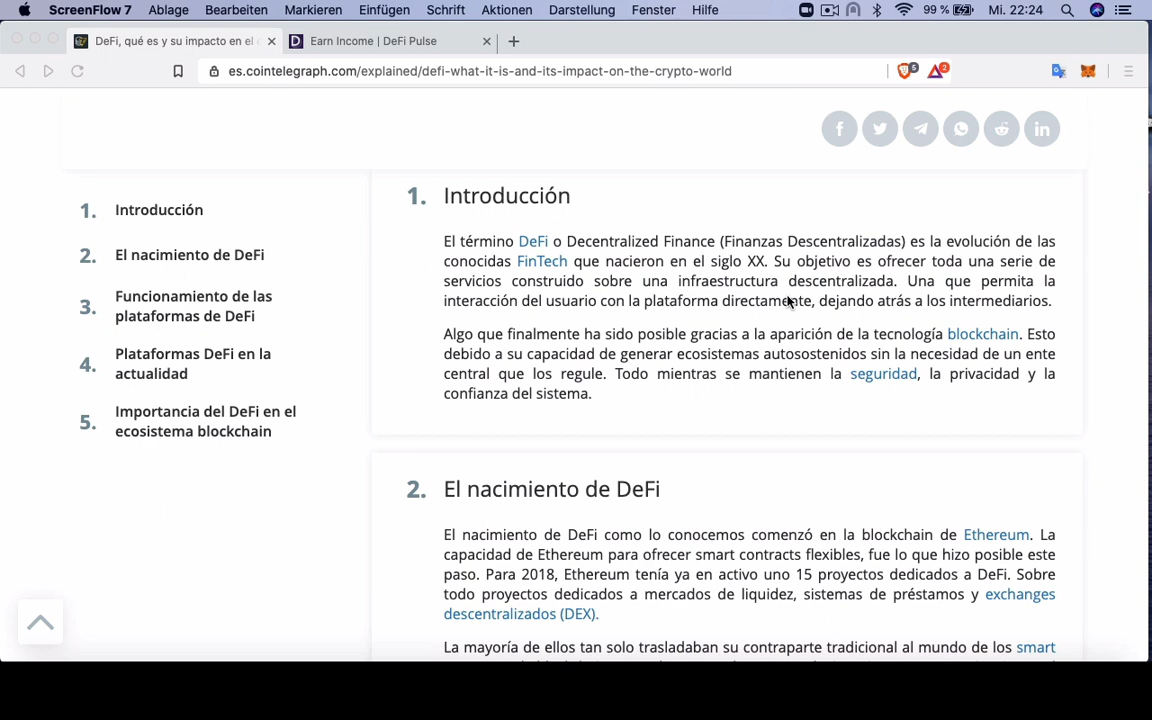 ScreenFlow 7 Ablage Bearbeiten Markieren Einfügen Schrift Aktionen Darstellung Fenster Hilfe 99 % Mi. 22:24
DeFi, qué es y su impacto en el
Earn Income | DeFi Pulse
es.cointelegraph.com/explained/defi-what-it-is-and-its-impact-on-the-crypto-world
5
2
1. Introducción
2. El nacimiento de DeFi
3. Funcionamiento de las
plataformas de DeFi
4. Plataformas DeFi en la
actualidad
5. Importancia del DeFi en el
ecosistema blockchain
1. Introducción
El término DeFi o Decentralized Finance (Finanzas Descentralizadas) es la evolución de las
conocidas FinTech que nacieron en el siglo XX. Su objetivo es ofrecer toda una serie de
servicios construido sobre una infraestructura descentralizada. Una que permita la
interacción del usuario con la plataforma directamente, dejando atrás a los intermediarios.
Algo que finalmente ha sido posible gracias a la aparición de la tecnología blockchain. Esto
debido a su capacidad de generar ecosistemas autosostenidos sin la necesidad de un ente
central que los regule. Todo mientras se mantienen la seguridad, la privacidad y la
confianza del sistema.
2. El nacimiento de DeFi
El nacimiento de DeFi como lo conocemos comenzó en la blockchain de Ethereum. La
capacidad de Ethereum para ofrecer smart contracts flexibles, fue lo que hizo posible este
paso. Para 2018, Ethereum tenía ya en activo uno 15 proyectos dedicados a DeFi. Sobre
todo proyectos dedicados a mercados de liquidez, sistemas de préstamos y exchanges
descentralizados (DEX).
La mayoría de ellos tan solo trasladaban su contraparte tradicional al mundo de los smart